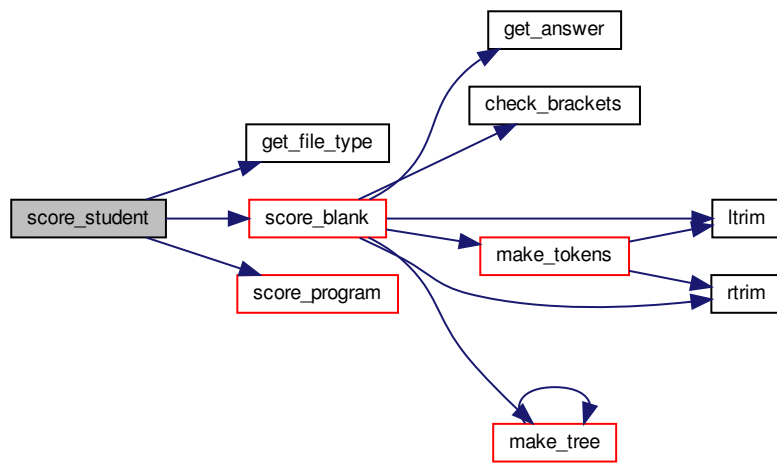 get_answer
check_brackets
get_file_type
score_student
score_blank
ltrim
make_tokens
score_program
rtrim
make_tree